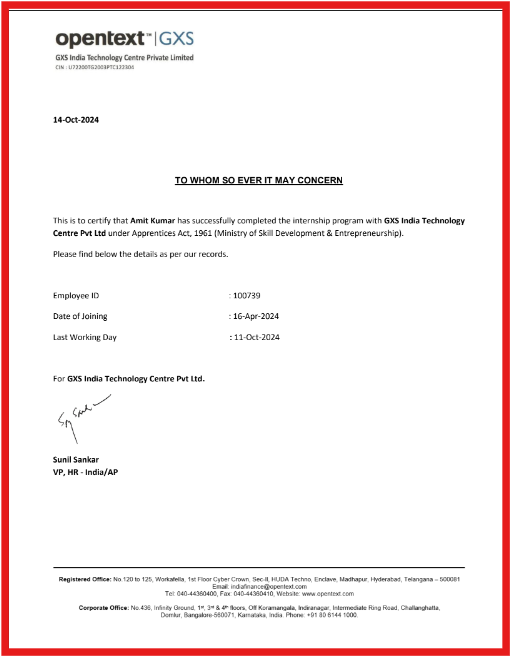 opentext™ | GXS
GXS India Technology Centre Private Limited
CIN : U72200TG2003PTC122304
14-Oct-2024
TO WHOM SO EVER IT MAY CONCERN
This is to certify that Amit Kumar has successfully completed the internship program with GXS India Technology
Centre Pvt Ltd under Apprentices Act, 1961 (Ministry of Skill Development & Entrepreneurship).
Please find below the details as per our records.
Employee ID : 100739
Date of Joining : 16-Apr-2024
Last Working Day : 11-Oct-2024
For GXS India Technology Centre Pvt Ltd.
Sunil Sankar
VP, HR - India/AP
Registered Office: No.120 to 125, Workafella, 1st Floor Cyber Crown, Sec-II, HUDA Techno, Enclave, Madhapur, Hyderabad, Telangana – 500081
Email: indiafinance@opentext.com
Tel: 040-44360400, Fax: 040-44360410, Website: www.opentext.com
Corporate Office: No.436, Infinity Ground, 1st, 3rd & 4th floors, Off Koramangala, Indiranagar, Intermediate Ring Road, Challanghatta,
Domlur, Bangalore-560071, Karnataka, India. Phone: +91 80 6144 1000.